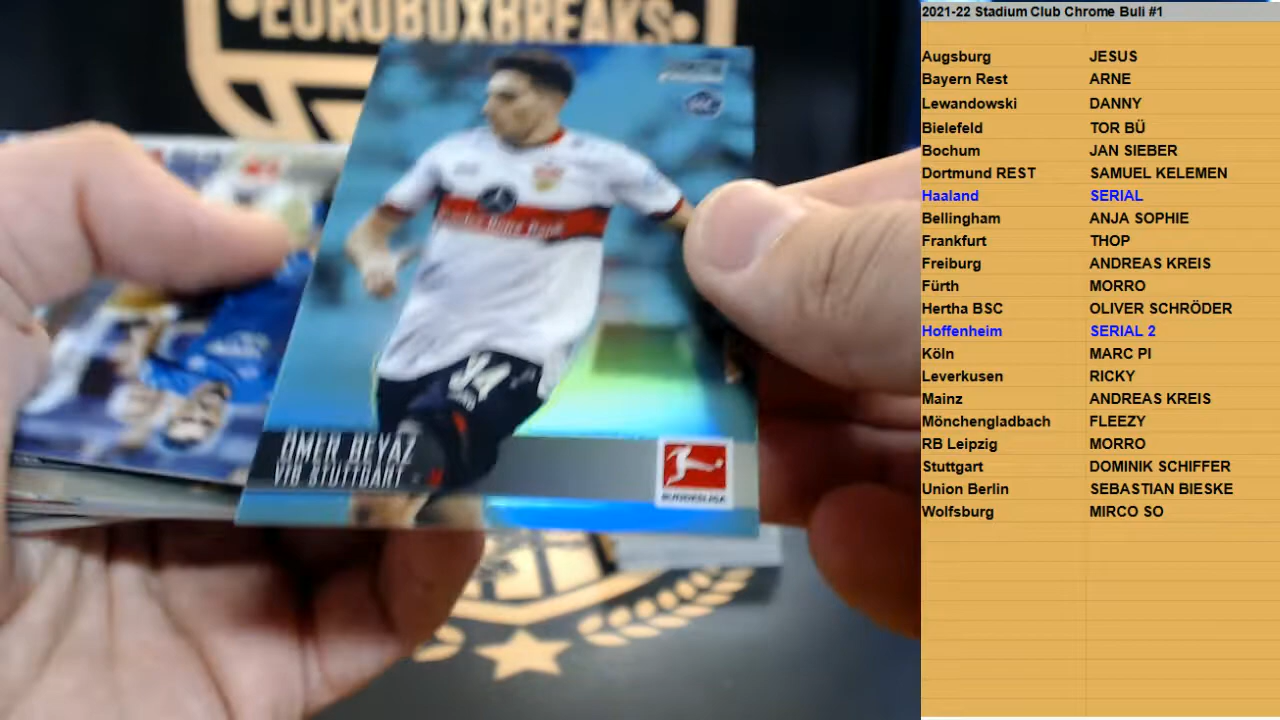 •EUROBOXBREAKS•
ÖMER BEYAZ
VFB STUTTGART
BUNDESLIGA
34
2021-22 Stadium Club Chrome Buli #1
Augsburg JESUS
Bayern Rest ARNE
Lewandowski DANNY
Bielefeld TOR BÜ
Bochum JAN SIEBER
Dortmund REST SAMUEL KELEMEN
Haaland SERIAL
Bellingham ANJA SOPHIE
Frankfurt THOP
Freiburg ANDREAS KREIS
Fürth MORRO
Hertha BSC OLIVER SCHRÖDER
Hoffenheim SERIAL 2
Köln MARC PI
Leverkusen RICKY
Mainz ANDREAS KREIS
Mönchengladbach FLEEZY
RB Leipzig MORRO
Stuttgart DOMINIK SCHIFFER
Union Berlin SEBASTIAN BIESKE
Wolfsburg MIRCO SO